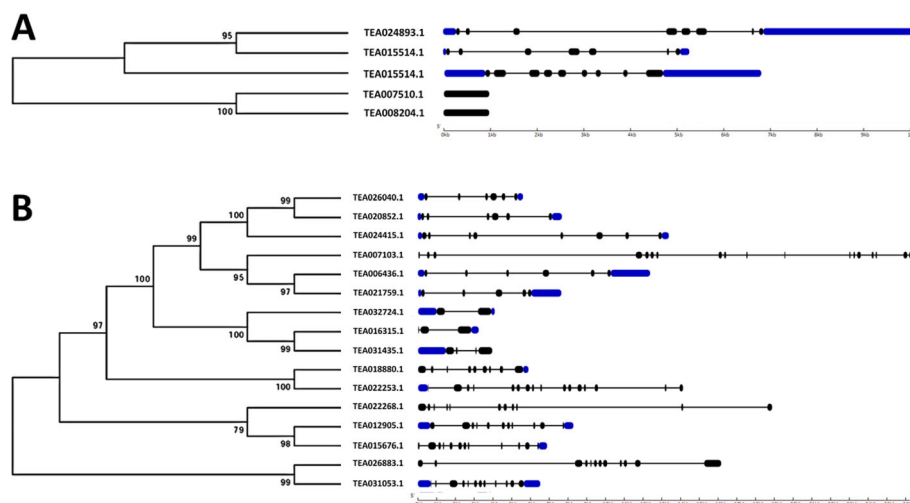 A
TEA024893.1
95
TEA015514.1
TEA015514.1
TEA007510.1
100
TEA008204.1
5'
0kb 1kb 2kb 3kb 4kb 5kb 6kb 7kb 8kb 9kb
B
TEA026040.1
99
TEA020852.1
100
TEA024415.1
99
TEA007103.1
95
TEA006436.1
100
97
TEA021759.1
TEA032724.1
97
100
TEA016315.1
99
TEA031435.1
TEA018880.1
100
TEA022253.1
TEA022268.1
79
TEA012905.1
98
TEA015676.1
TEA026883.1
99
TEA031053.1
5'